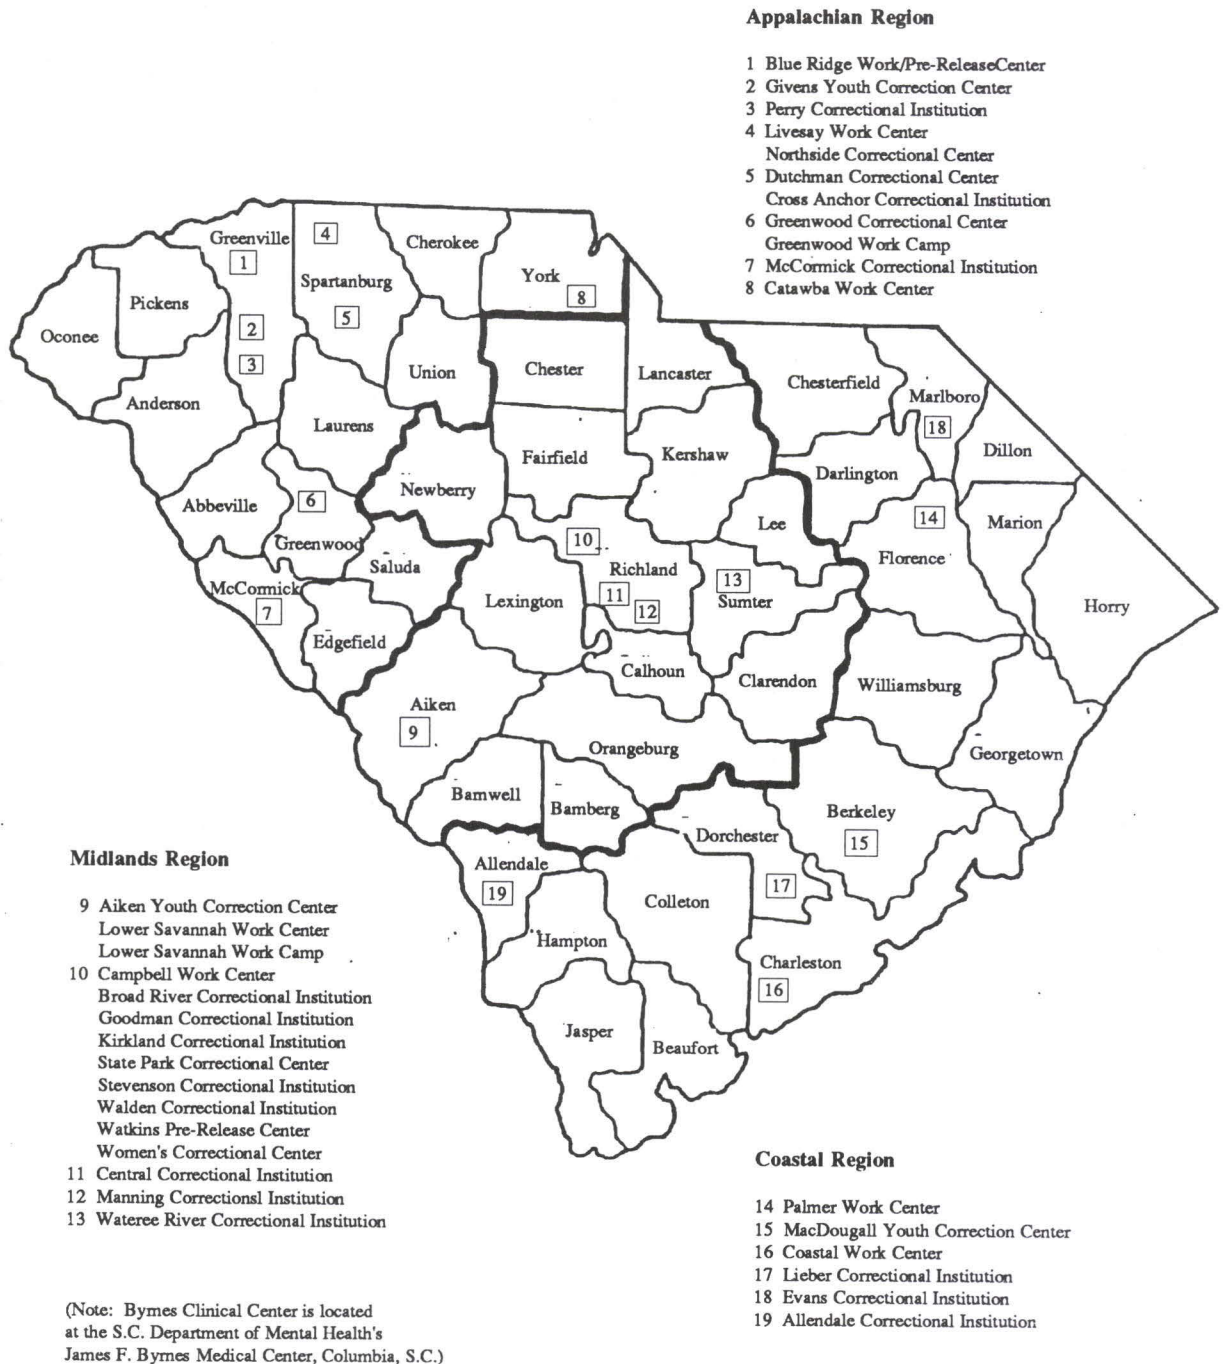 Appalachian Region
1 Blue Ridge Work/Pre-ReleaseCenter
2 Givens Youth Correction Center
3 Perry Correctional Institution
4 Livesay Work Center
Northside Correctional Center
5 Dutchman Correctional Center
Cross Anchor Correctional Institution
6 Greenwood Correctional Center
Greenwood Work Camp
7 McCormick Correctional Institution
8 Catawba Work Center
Greenville
1
4
Cherokee
York
8
Spartanburg
5
Pickens
Oconee
2
3
Union
Chester
Lancaster
Chesterfield
Marlboro
18
Anderson
Laurens
Fairfield
Kershaw
Darlington
Dillon
Abbeville
6
Newberry
Lee
14
Marion
Greenwood
10
Florence
Saluda
Richland
McCormick
7
Lexington
11
12
13
Sumter
Horry
Edgefield
Calhoun
Clarendon
Williamsburg
Aiken
9
Orangeburg
Georgetown
Barnwell
Bamberg
Berkeley
15
Dorchester
Allendale
19
17
Colleton
Hampton
Charleston
16
Jasper
Beaufort
Midlands Region
9 Aiken Youth Correction Center
Lower Savannah Work Center
Lower Savannah Work Camp
10 Campbell Work Center
Broad River Correctional Institution
Goodman Correctional Institution
Kirkland Correctional Institution
State Park Correctional Center
Stevenson Correctional Institution
Walden Correctional Institution
Watkins Pre-Release Center
Women's Correctional Center
11 Central Correctional Institution
12 Manning Correctionsl Institution
13 Wateree River Correctional Institution
(Note: Byrnes Clinical Center is located
at the S.C. Department of Mental Health's
James F. Byrnes Medical Center, Columbia, S.C.)
Coastal Region
14 Palmer Work Center
15 MacDougall Youth Correction Center
16 Coastal Work Center
17 Lieber Correctional Institution
18 Evans Correctional Institution
19 Allendale Correctional Institution